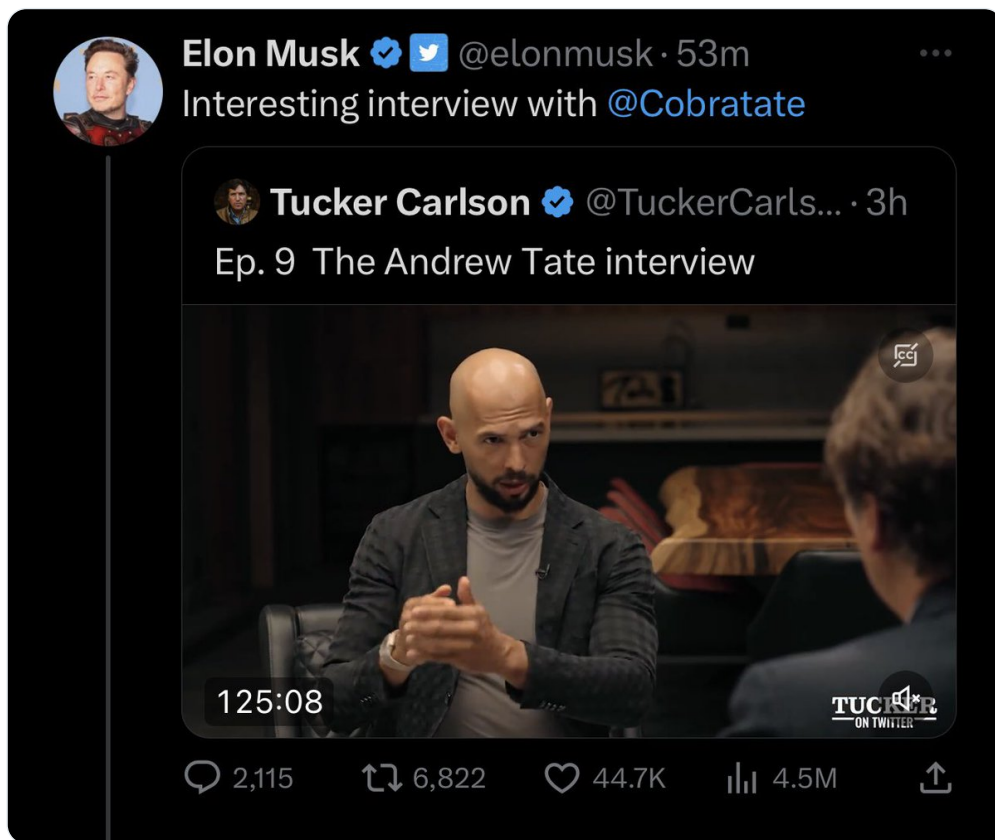 Elon Musk @elonmusk · 53m
Interesting interview with @Cobratate
Tucker Carlson @TuckerCarls... · 3h
Ep. 9 The Andrew Tate interview
CC
125:08
TUCKER
ON TWITTER
2,115 6,822 44.7K 4.5M